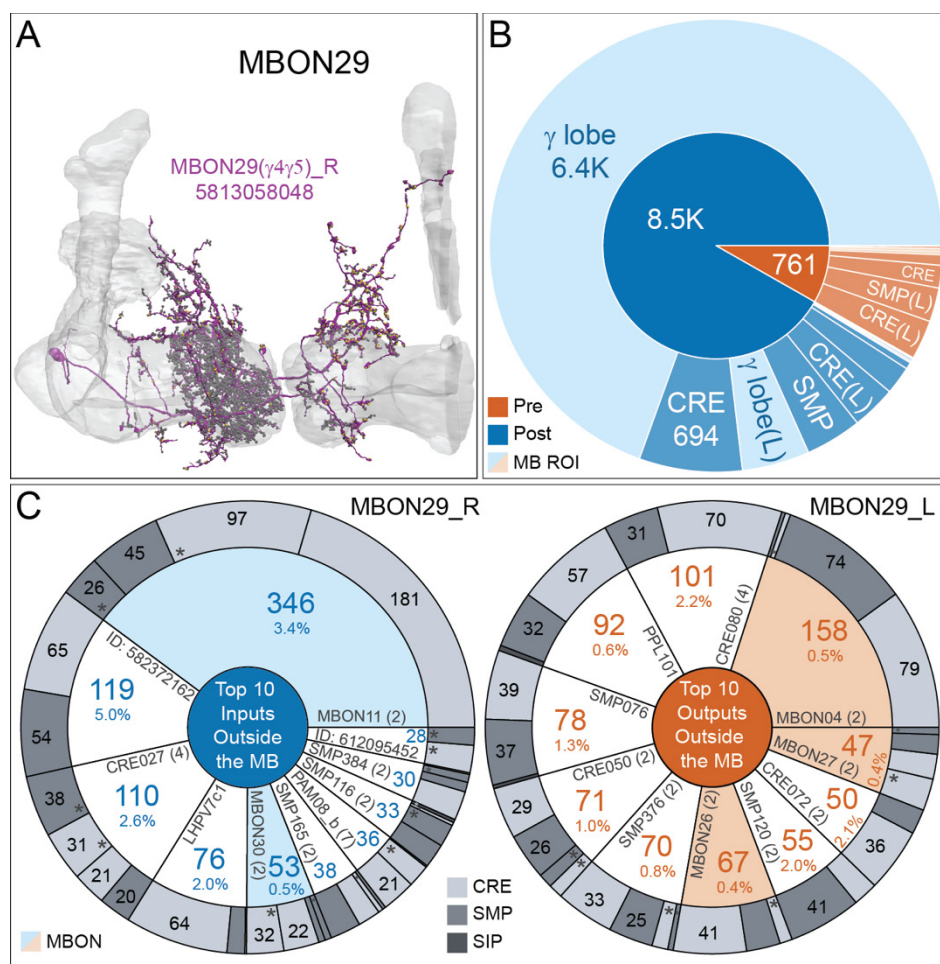 A
MBON29
MBON29(γ4γ5)_R
5813058048
B
γ lobe
6.4K
8.5K
761
CRE
SMP(L)
CRE(L)
CRE(L)
SMP
γ lobe(L)
CRE
694
Pre
Post
MB ROI
C
MBON29_R
97
181
45
*
26
*
65
54
38
*
31
*
21
20
64
32
*
22
21
*
*
*
*
346
3.4%
MBON11 (2)
ID: 582372162
119
5.0%
CRE027 (4)
110
2.6%
LHPV7c1
76
2.0%
MBON30 (2)
53
0.5%
SMP165 (2)
38
PAM08_b (7)
36
SMP116 (2)
33
SMP384 (2)
30
ID: 612095452
28
Top 10
Inputs
Outside
the MB
MBON
CRE
SMP
SIP
MBON29_L
70
31
57
32
39
37
29
26
*
*
33
25
*
41
*
41
36
*
*
79
74
101
2.2%
CRE080 (4)
158
0.5%
MBON04 (2)
92
0.6%
PPL101
78
1.3%
SMP076
71
1.0%
CRE050 (2)
70
0.8%
SMP376 (2)
67
0.4%
MBON26 (2)
55
2.0%
SMP120 (2)
50
2.1%
CRE072 (2)
47
0.4%
MBON27 (2)
Top 10
Outputs
Outside
the MB